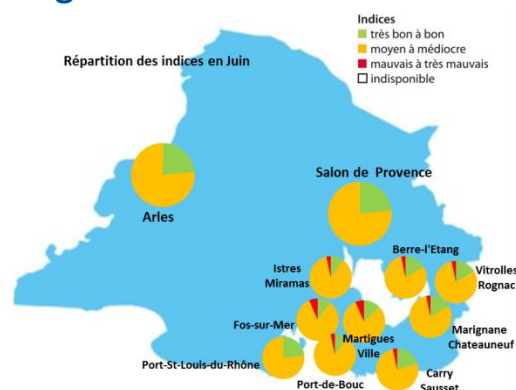 Indices
très bon à bon
moyen à médiocre
mauvais à très mauvais
indisponible
Répartition des indices en Juin
Salon de Provence
Arles
Berre-l'Etang
Istres
Miramas
Vitrolles
Rognac
Fos-sur-Mer
Martigues
Ville
Marignane
Chateauneuf
Port-St-Louis-du-Rhône
Port-de-Bouc
Carry
Sausset